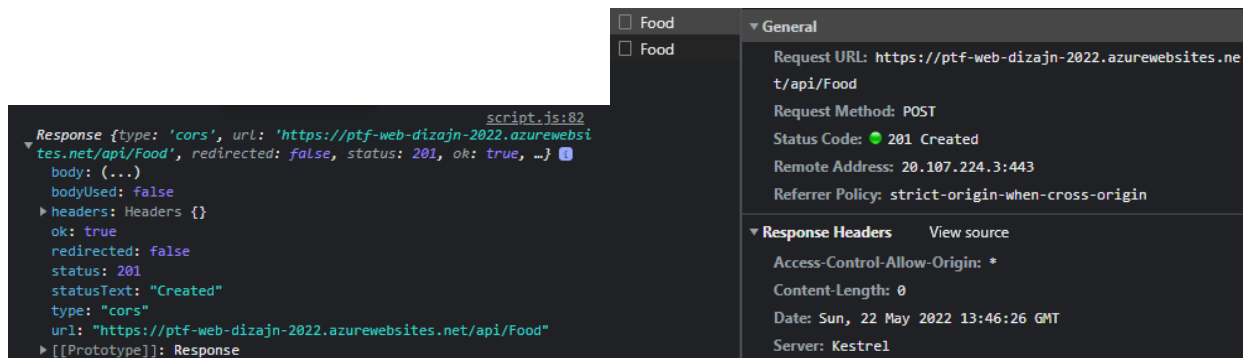 script.js:82
Response {type: 'cors', url: 'https://ptf-web-dizajn-2022.azurewebsi
tes.net/api/Food', redirected: false, status: 201, ok: true, …}
body: (...)
bodyUsed: false
headers: Headers {}
ok: true
redirected: false
status: 201
statusText: "Created"
type: "cors"
url: "https://ptf-web-dizajn-2022.azurewebsites.net/api/Food"
[[Prototype]]: Response
Food
Food
General
Request URL: https://ptf-web-dizajn-2022.azurewebsites.ne
t/api/Food
Request Method: POST
Status Code: 201 Created
Remote Address: 20.107.224.3:443
Referrer Policy: strict-origin-when-cross-origin
Response Headers View source
Access-Control-Allow-Origin: *
Content-Length: 0
Date: Sun, 22 May 2022 13:46:26 GMT
Server: Kestrel